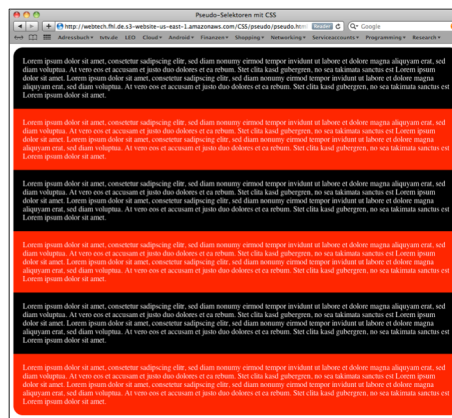 Pseudo-Selektoren mit CSS
http://webtech.fhl.de.s3-website-us-east-1.amazonaws.com/CSS/pseudo/pseudo.html Reader Google
Adressbuch tvtv.de LEO Cloud Android Finanzen Shopping Networking Serviceaccounts Programming Research
Lorem ipsum dolor sit amet, consetetur sadipscing elitr, sed diam nonumy eirmod tempor invidunt ut labore et dolore magna aliquyam erat, sed
diam voluptua. At vero eos et accusam et justo duo dolores et ea rebum. Stet clita kasd gubergren, no sea takimata sanctus est Lorem ipsum
dolor sit amet. Lorem ipsum dolor sit amet, consetetur sadipscing elitr, sed diam nonumy eirmod tempor invidunt ut labore et dolore magna
aliquyam erat, sed diam voluptua. At vero eos et accusam et justo duo dolores et ea rebum. Stet clita kasd gubergren, no sea takimata sanctus est
Lorem ipsum dolor sit amet.
Lorem ipsum dolor sit amet, consetetur sadipscing elitr, sed diam nonumy eirmod tempor invidunt ut labore et dolore magna aliquyam erat, sed
diam voluptua. At vero eos et accusam et justo duo dolores et ea rebum. Stet clita kasd gubergren, no sea takimata sanctus est Lorem ipsum
dolor sit amet. Lorem ipsum dolor sit amet, consetetur sadipscing elitr, sed diam nonumy eirmod tempor invidunt ut labore et dolore magna
aliquyam erat, sed diam voluptua. At vero eos et accusam et justo duo dolores et ea rebum. Stet clita kasd gubergren, no sea takimata sanctus est
Lorem ipsum dolor sit amet.
Lorem ipsum dolor sit amet, consetetur sadipscing elitr, sed diam nonumy eirmod tempor invidunt ut labore et dolore magna aliquyam erat, sed
diam voluptua. At vero eos et accusam et justo duo dolores et ea rebum. Stet clita kasd gubergren, no sea takimata sanctus est Lorem ipsum
dolor sit amet. Lorem ipsum dolor sit amet, consetetur sadipscing elitr, sed diam nonumy eirmod tempor invidunt ut labore et dolore magna
aliquyam erat, sed diam voluptua. At vero eos et accusam et justo duo dolores et ea rebum. Stet clita kasd gubergren, no sea takimata sanctus est
Lorem ipsum dolor sit amet.
Lorem ipsum dolor sit amet, consetetur sadipscing elitr, sed diam nonumy eirmod tempor invidunt ut labore et dolore magna aliquyam erat, sed
diam voluptua. At vero eos et accusam et justo duo dolores et ea rebum. Stet clita kasd gubergren, no sea takimata sanctus est Lorem ipsum
dolor sit amet. Lorem ipsum dolor sit amet, consetetur sadipscing elitr, sed diam nonumy eirmod tempor invidunt ut labore et dolore magna
aliquyam erat, sed diam voluptua. At vero eos et accusam et justo duo dolores et ea rebum. Stet clita kasd gubergren, no sea takimata sanctus est
Lorem ipsum dolor sit amet.
Lorem ipsum dolor sit amet, consetetur sadipscing elitr, sed diam nonumy eirmod tempor invidunt ut labore et dolore magna aliquyam erat, sed
diam voluptua. At vero eos et accusam et justo duo dolores et ea rebum. Stet clita kasd gubergren, no sea takimata sanctus est Lorem ipsum
dolor sit amet. Lorem ipsum dolor sit amet, consetetur sadipscing elitr, sed diam nonumy eirmod tempor invidunt ut labore et dolore magna
aliquyam erat, sed diam voluptua. At vero eos et accusam et justo duo dolores et ea rebum. Stet clita kasd gubergren, no sea takimata sanctus est
Lorem ipsum dolor sit amet.
Lorem ipsum dolor sit amet, consetetur sadipscing elitr, sed diam nonumy eirmod tempor invidunt ut labore et dolore magna aliquyam erat, sed
diam voluptua. At vero eos et accusam et justo duo dolores et ea rebum. Stet clita kasd gubergren, no sea takimata sanctus est Lorem ipsum
dolor sit amet. Lorem ipsum dolor sit amet, consetetur sadipscing elitr, sed diam nonumy eirmod tempor invidunt ut labore et dolore magna
aliquyam erat, sed diam voluptua. At vero eos et accusam et justo duo dolores et ea rebum. Stet clita kasd gubergren, no sea takimata sanctus est
Lorem ipsum dolor sit amet.